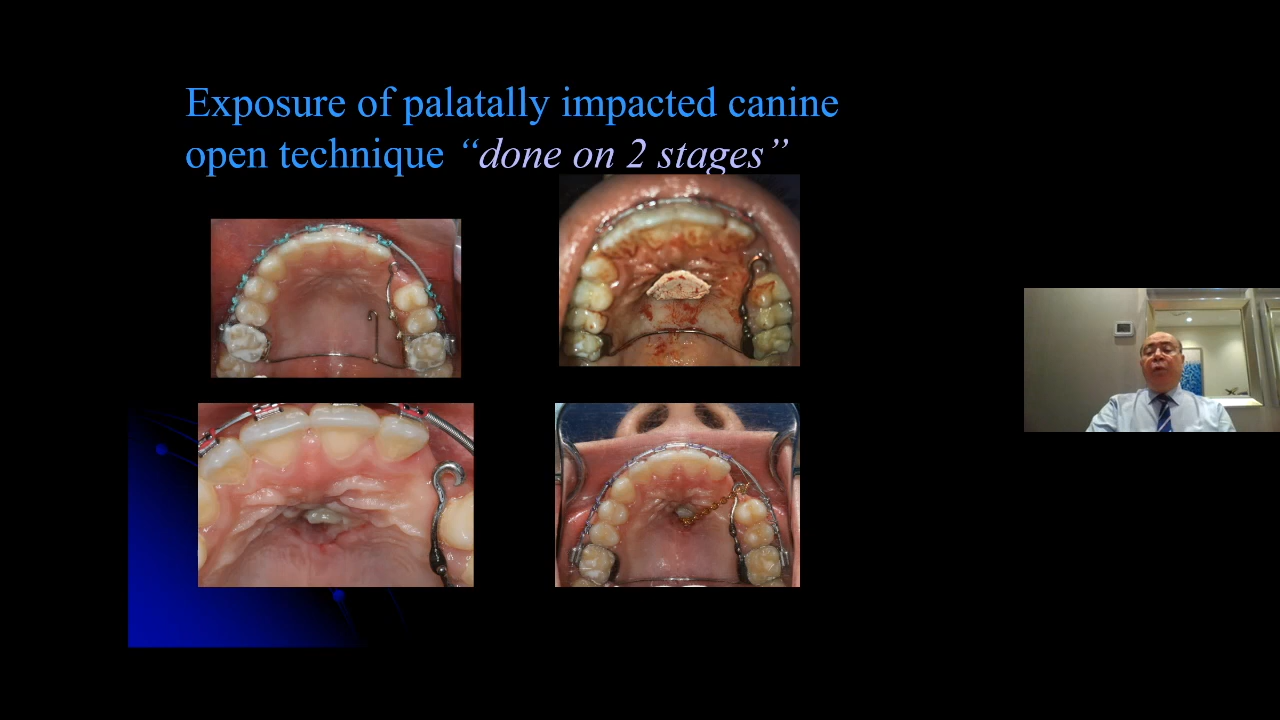 Exposure of palatally impacted canine
open technique “done on 2 stages”